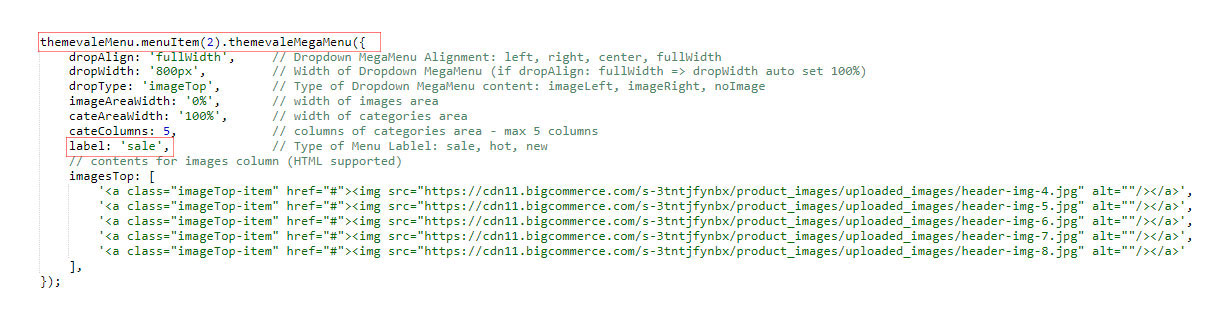 themevaleMenu.menuItem(2).themevaleMegaMenu({
dropAlign: 'fullWidth', // Dropdown MegaMenu Alignment: left, right, center, fullWidth
dropWidth: '800px', // Width of Dropdown MegaMenu (if dropAlign: fullWidth => dropWidth auto set 100%)
dropType: 'imageTop', // Type of Dropdown MegaMenu content: imageLeft, imageRight, noImage
imageAreaWidth: '0%', // width of images area
cateAreaWidth: '100%', // width of categories area
cateColumns: 5, // columns of categories area - max 5 columns
label: 'sale', // Type of Menu Lablel: sale, hot, new
// contents for images column (HTML supported)
imagesTop: [
'<a class="imageTop-item" href="#"><img src="https://cdn11.bigcommerce.com/s-3tntjfynbx/product_images/uploaded_images/header-img-4.jpg" alt=""/></a>',
'<a class="imageTop-item" href="#"><img src="https://cdn11.bigcommerce.com/s-3tntjfynbx/product_images/uploaded_images/header-img-5.jpg" alt=""/></a>',
'<a class="imageTop-item" href="#"><img src="https://cdn11.bigcommerce.com/s-3tntjfynbx/product_images/uploaded_images/header-img-6.jpg" alt=""/></a>',
'<a class="imageTop-item" href="#"><img src="https://cdn11.bigcommerce.com/s-3tntjfynbx/product_images/uploaded_images/header-img-7.jpg" alt=""/></a>',
'<a class="imageTop-item" href="#"><img src="https://cdn11.bigcommerce.com/s-3tntjfynbx/product_images/uploaded_images/header-img-8.jpg" alt=""/></a>'
],
});